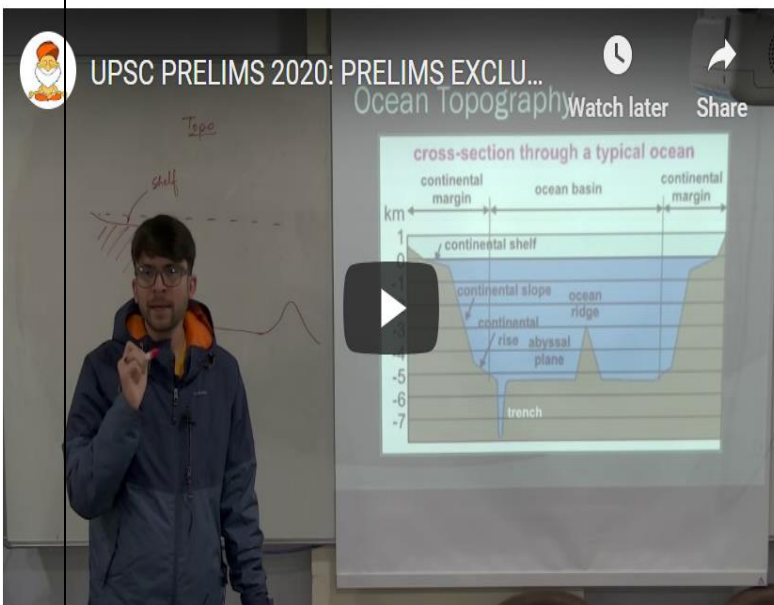 UPSC PRELIMS 2020: PRELIMS EXCLU...
Watch later
Share
Topo
shelf
Ocean Topography
cross-section through a typical ocean
continental margin
ocean basin
continental margin
km
1
0
-1
continental shelf
continental slope
ocean ridge
continental rise
abyssal plane
-3
-4
-5
-6
-7
trench